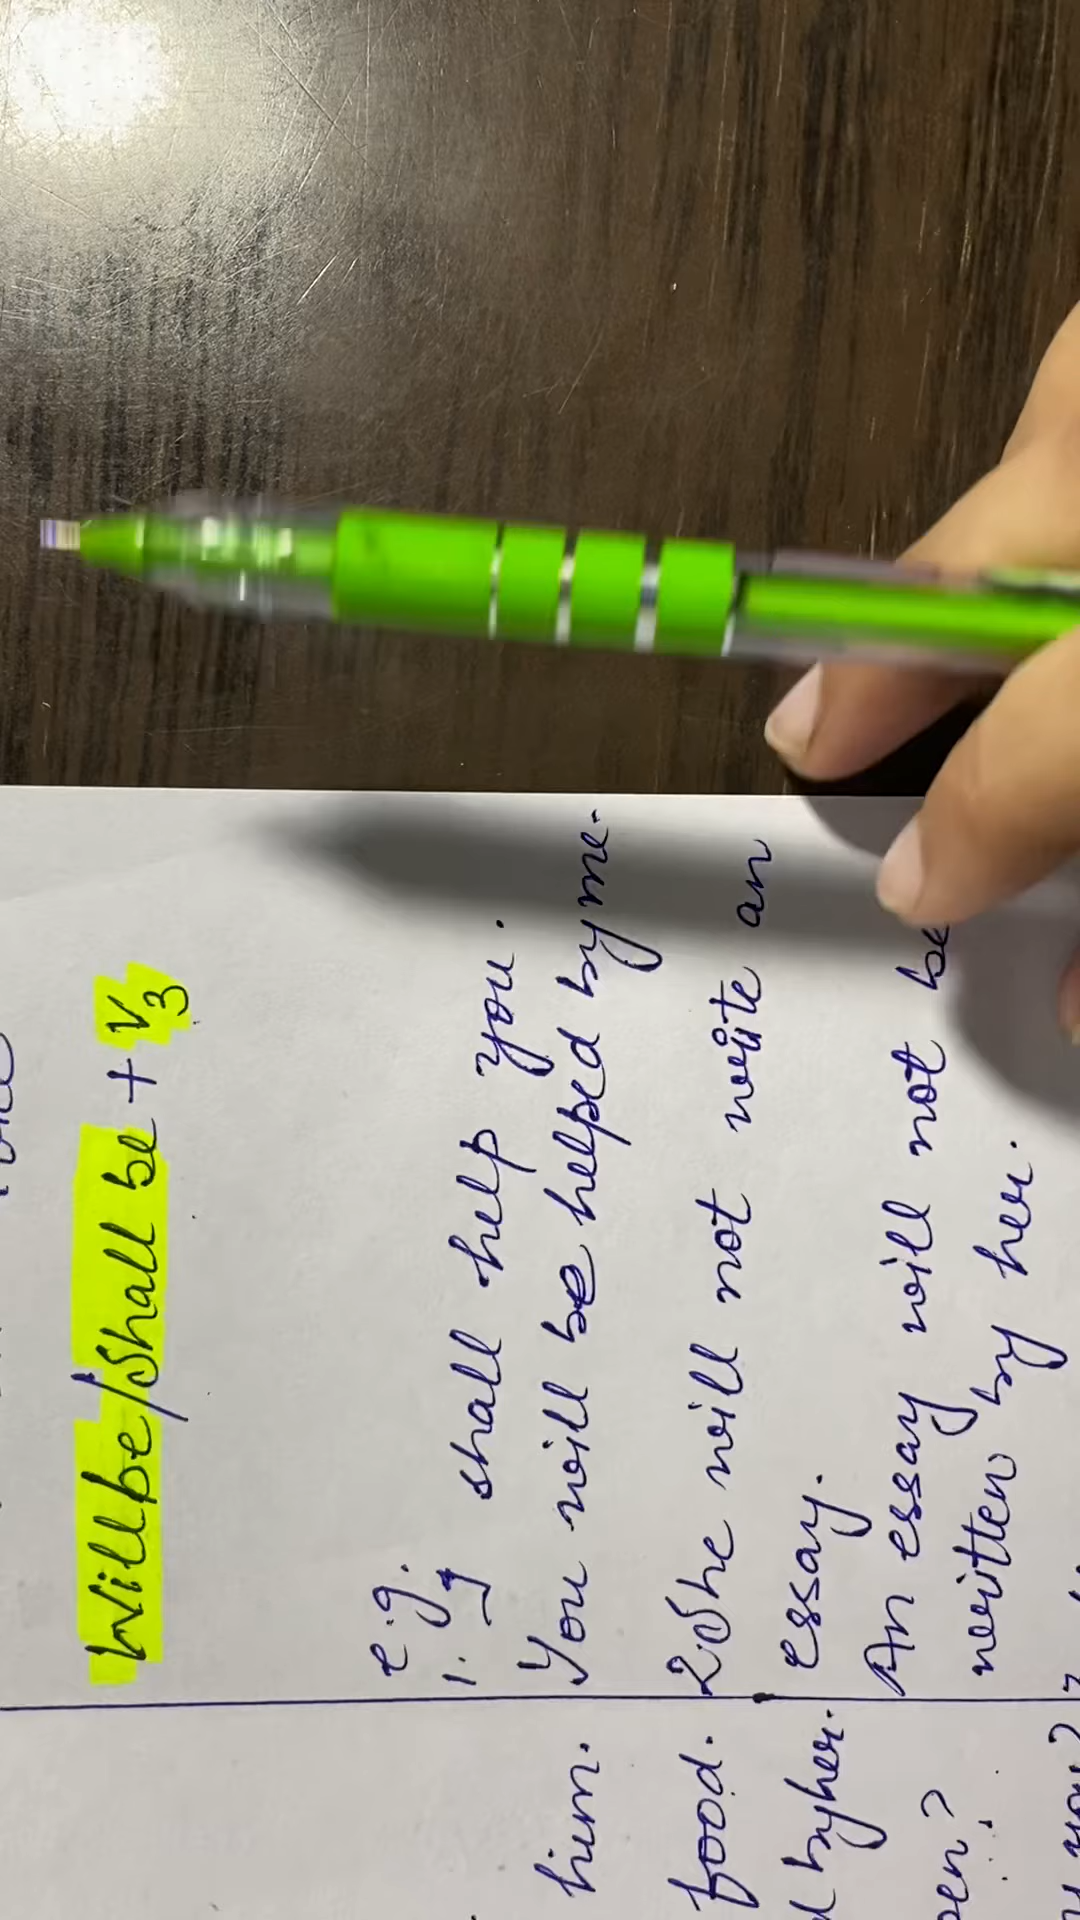 Will be/Shall be + V3
e.g.
1. I shall help you.
You will be helped by me.
2. She will not write an
essay.
An essay will not be
written by her.
him.
food.
by her.